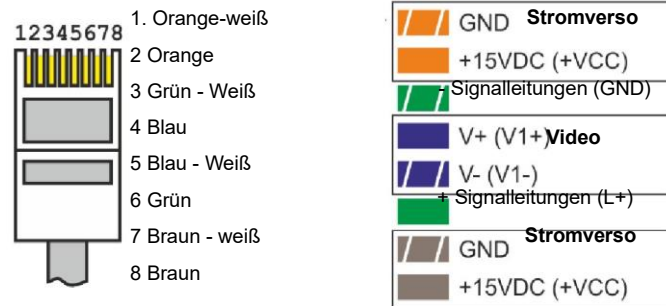 12345678
1. Orange-weiß
2 Orange
3 Grün - Weiß
4 Blau
5 Blau - Weiß
6 Grün
7 Braun - weiß
8 Braun
GND Stromverso
+15VDC (+VCC)
- Signalleitungen (GND)
V+ (V1+) Video
V- (V1-)
+ Signalleitungen (L+)
GND Stromverso
+15VDC (+VCC)